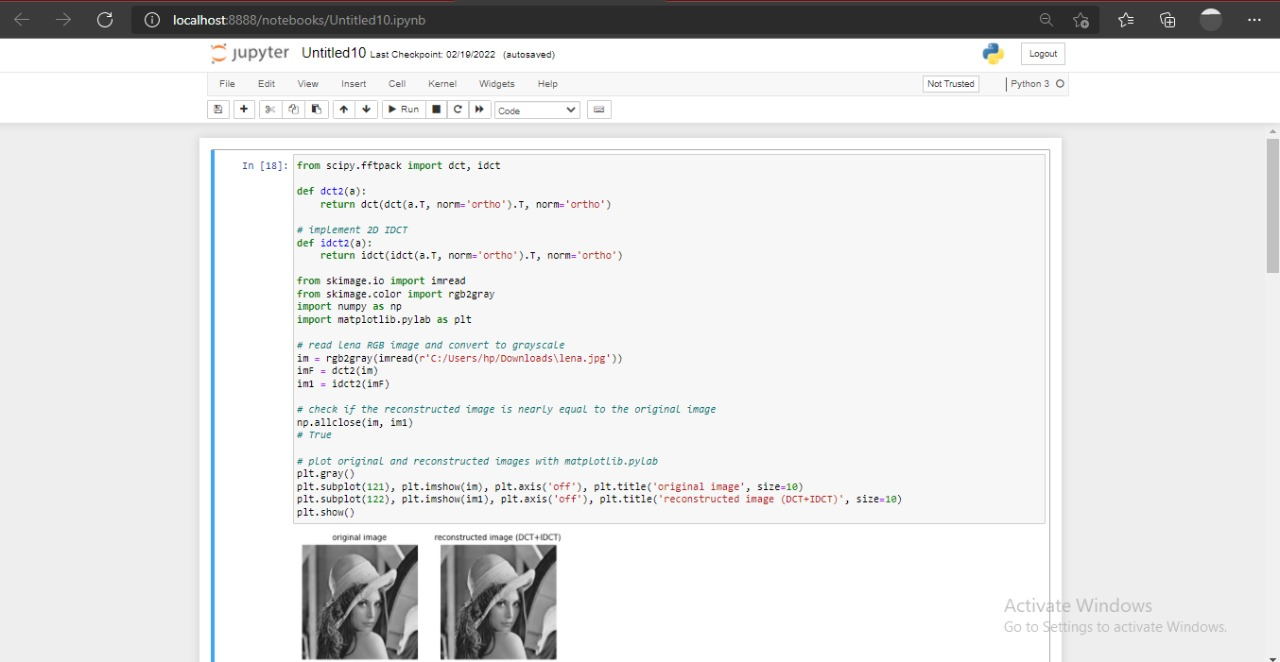 localhost:8888/notebooks/Untitled10.ipynb
jupyter Untitled10 Last Checkpoint: 02/19/2022 (autosaved)
Logout
File Edit View Insert Cell Kernel Widgets Help
Not Trusted
Python 3
Run
Code
In [18]:
from scipy.fftpack import dct, idct
def dct2(a):
    return dct(dct(a.T, norm='ortho').T, norm='ortho')
# implement 2D IDCT
def idct2(a):
    return idct(idct(a.T, norm='ortho').T, norm='ortho')
from skimage.io import imread
from skimage.color import rgb2gray
import numpy as np
import matplotlib.pylab as plt
# read lena RGB image and convert to grayscale
im = rgb2gray(imread(r'C:/Users/hp/Downloads\lena.jpg'))
imF = dct2(im)
im1 = idct2(imF)
# check if the reconstructed image is nearly equal to the original image
np.allclose(im, im1)
# True
# plot original and reconstructed images with matplotlib.pylab
plt.gray()
plt.subplot(121), plt.imshow(im), plt.axis('off'), plt.title('original image', size=10)
plt.subplot(122), plt.imshow(im1), plt.axis('off'), plt.title('reconstructed image (DCT+IDCT)', size=10)
plt.show()
original image
reconstructed image (DCT+IDCT)
Activate Windows
Go to Settings to activate Windows.